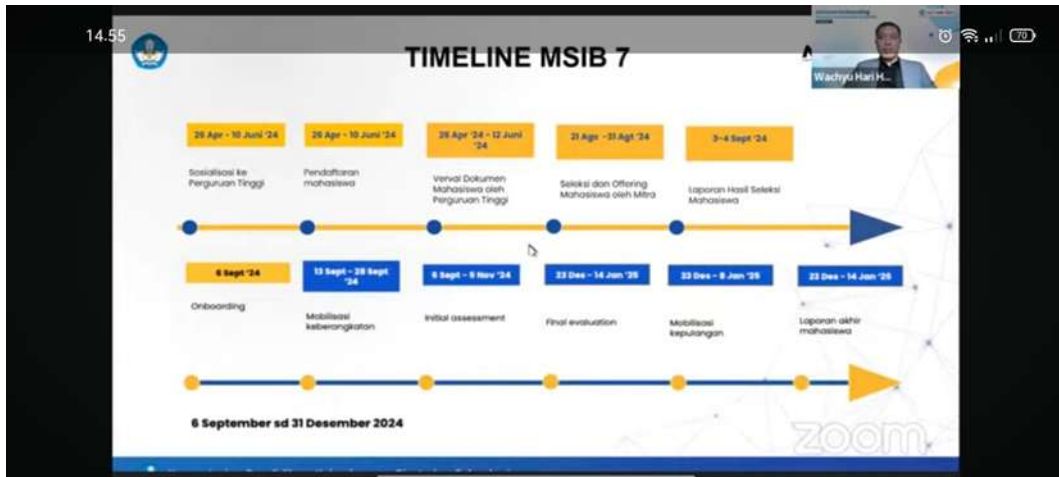 14.55
70
TIMELINE MSIB 7
Wachyu Hari H...
26 Apr - 10 Juni '24
Sosialisasi ke
Perguruan Tinggi
26 Apr - 10 Juni '24
Pendaftaran
mahasiswa
26 Apr '24 - 12 Juni
'24
Verval Dokumen
Mahasiswa oleh
Perguruan Tinggi
21 Ags -21 Agt '24
Seleksi dan Offering
Mahasiswa oleh Mitra
3-4 Sept '24
Laporan Hasil Seleksi
Mahasiswa
6 Sept '24
Onboarding
13 Sept - 28 Sept
'24
Mobilisasi
keberangkatan
6 Sept - 9 Nov '24
Initial assessment
23 Des - 14 Jan '25
Final evaluation
23 Des - 8 Jan '25
Mobilisasi
kepulangan
23 Des - 14 Jan '25
Laporan akhir
mahasiswa
6 September sd 31 Desember 2024
zoom